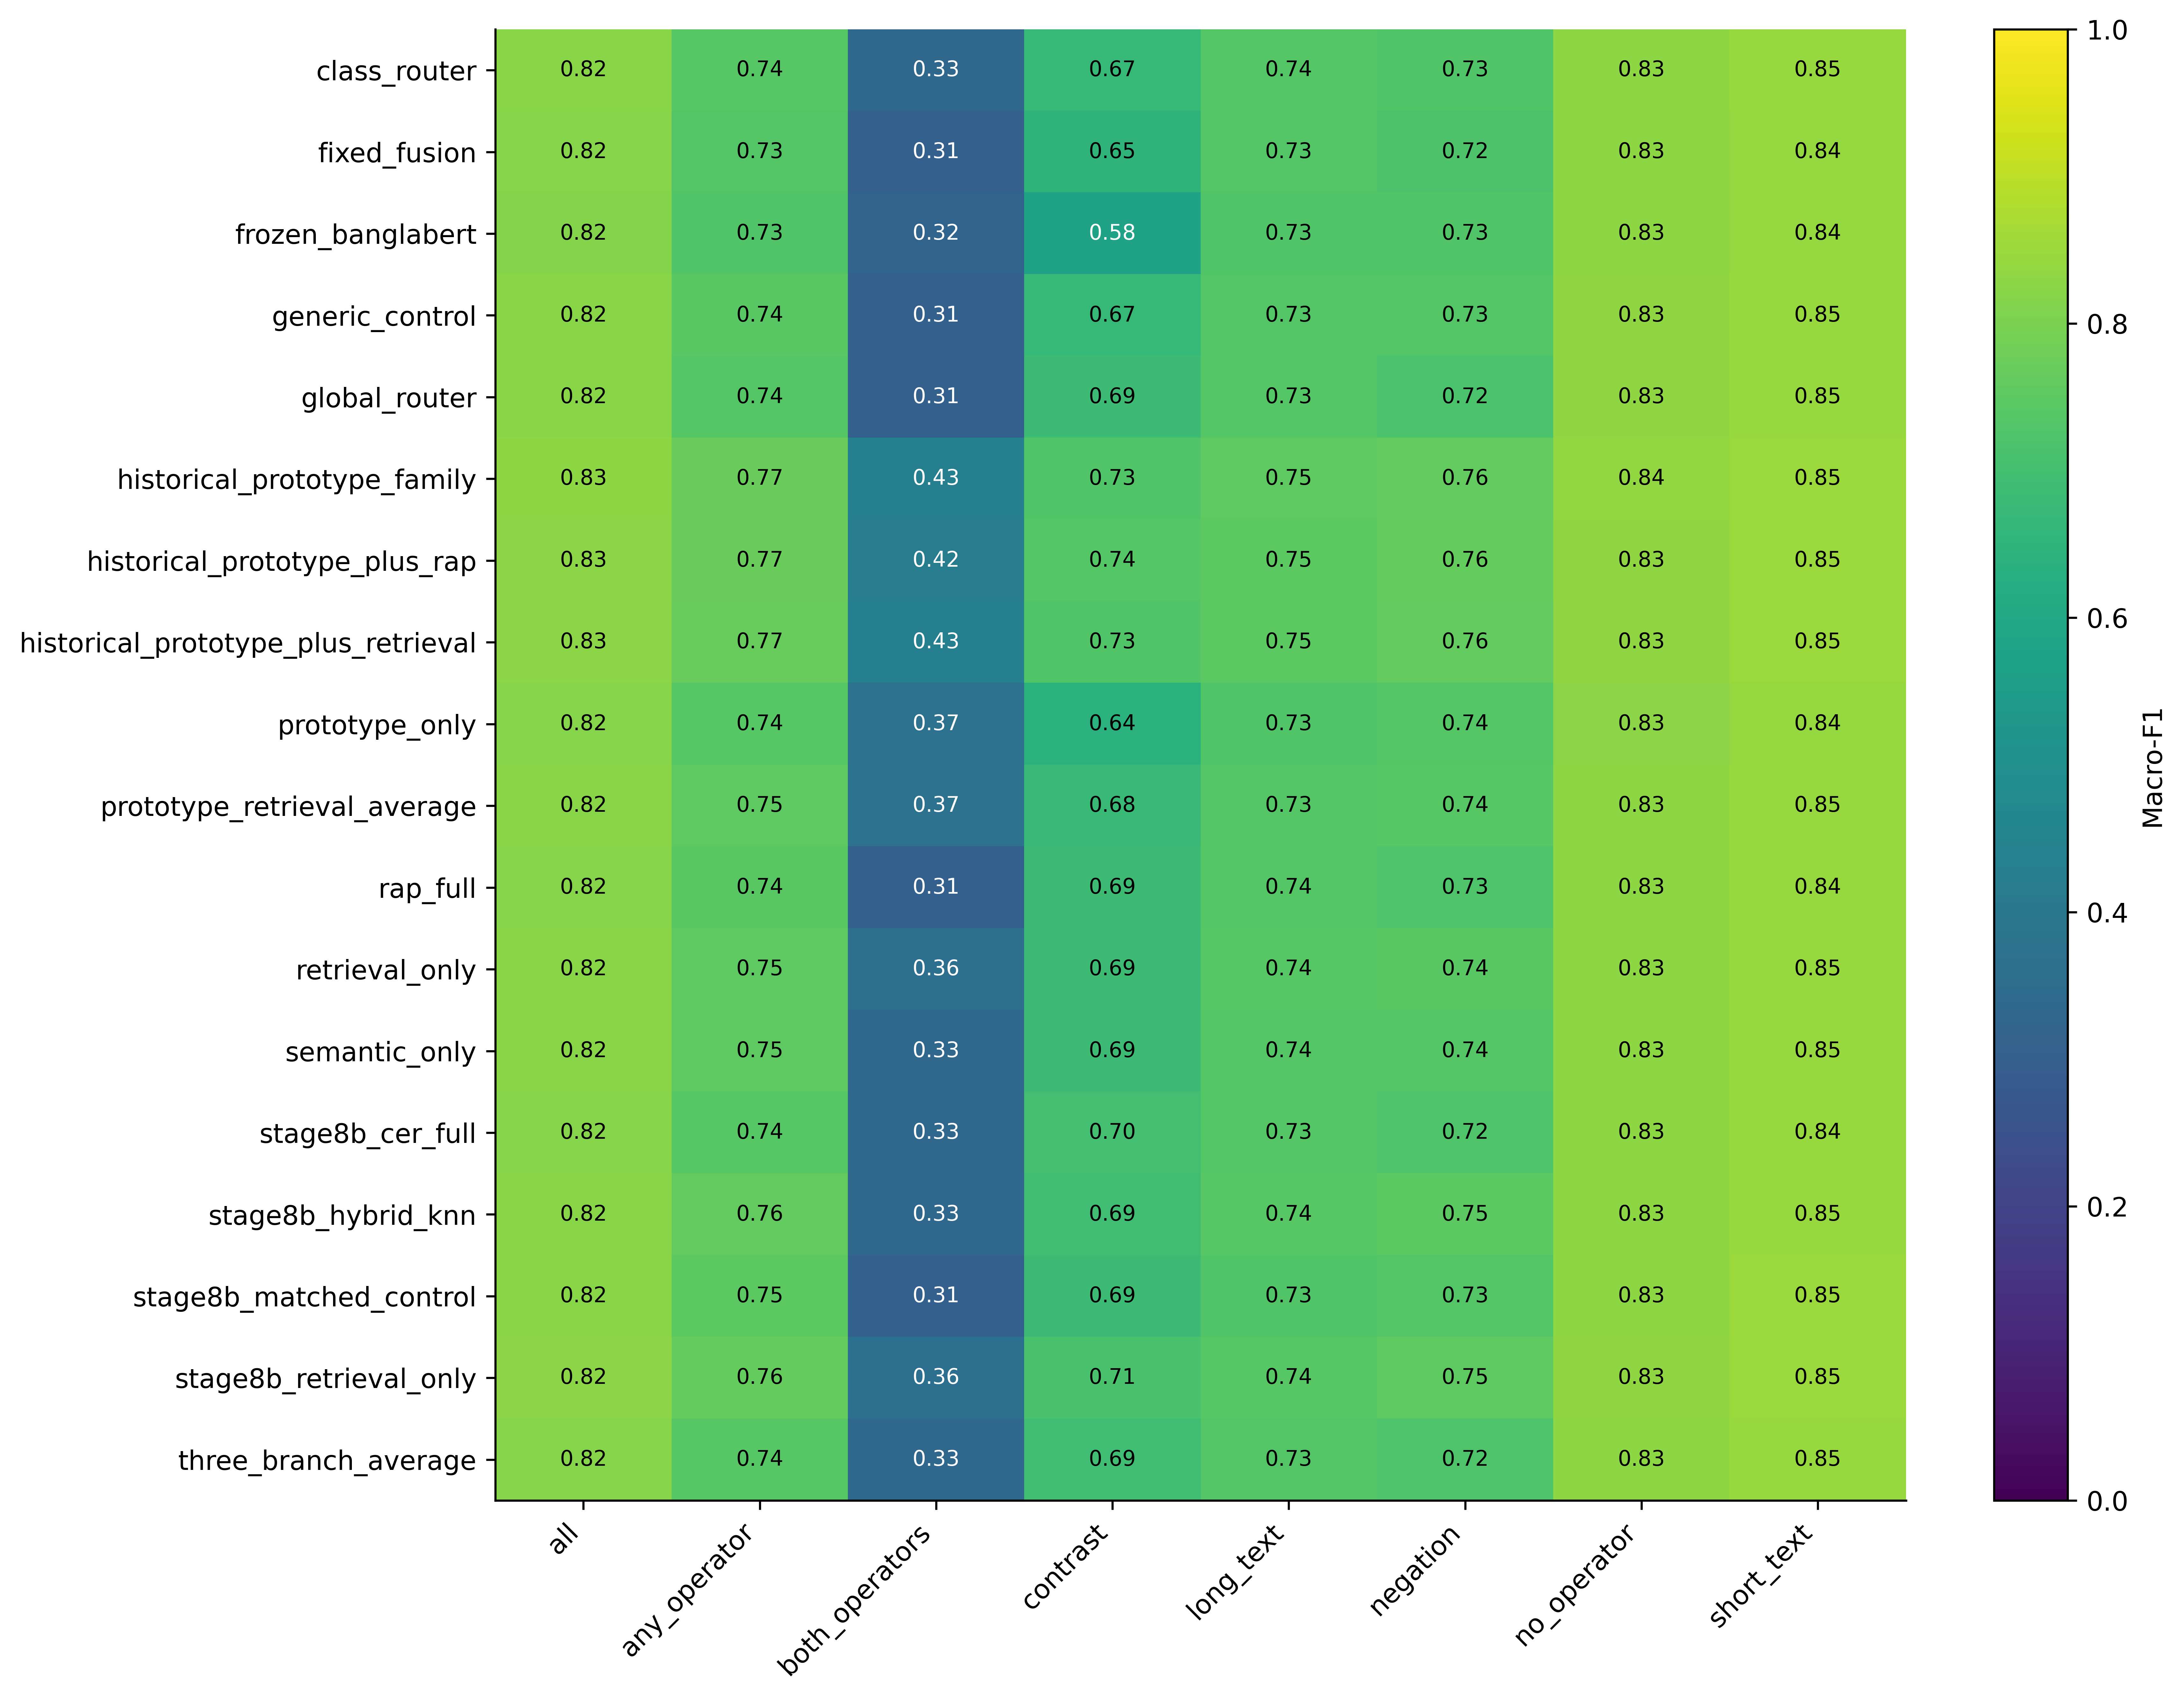 class_router 0.82 0.74 0.33 0.67 0.74 0.73 0.83 0.85
fixed_fusion 0.82 0.73 0.31 0.65 0.73 0.72 0.83 0.84
frozen_banglabert 0.82 0.73 0.32 0.58 0.73 0.73 0.83 0.84
generic_control 0.82 0.74 0.31 0.67 0.73 0.73 0.83 0.85
global_router 0.82 0.74 0.31 0.69 0.73 0.72 0.83 0.85
historical_prototype_family 0.83 0.77 0.43 0.73 0.75 0.76 0.84 0.85
historical_prototype_plus_rap 0.83 0.77 0.42 0.74 0.75 0.76 0.83 0.85
historical_prototype_plus_retrieval 0.83 0.77 0.43 0.73 0.75 0.76 0.83 0.85
prototype_only 0.82 0.74 0.37 0.64 0.73 0.74 0.83 0.84
prototype_retrieval_average 0.82 0.75 0.37 0.68 0.73 0.74 0.83 0.85
rap_full 0.82 0.74 0.31 0.69 0.74 0.73 0.83 0.84
retrieval_only 0.82 0.75 0.36 0.69 0.74 0.74 0.83 0.85
semantic_only 0.82 0.75 0.33 0.69 0.74 0.74 0.83 0.85
stage8b_cer_full 0.82 0.74 0.33 0.70 0.73 0.72 0.83 0.84
stage8b_hybrid_knn 0.82 0.76 0.33 0.69 0.74 0.75 0.83 0.85
stage8b_matched_control 0.82 0.75 0.31 0.69 0.73 0.73 0.83 0.85
stage8b_retrieval_only 0.82 0.76 0.36 0.71 0.74 0.75 0.83 0.85
three_branch_average 0.82 0.74 0.33 0.69 0.73 0.72 0.83 0.85
all any_operator both_operators contrast long_text negation no_operator short_text
1.0
0.8
0.6
0.4
0.2
0.0
Macro-F1